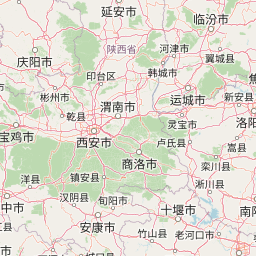 延安市
临汾市
陕西省
庆阳市
河津市
翼城县
韩城市
印台区
彬州市
运城市
新安县
渭南市
乾县
灵宝市
洛阳
宝鸡市
西安市
卢氏县
嵩县
商洛市
栾川县
镇安县
洋县
淅川县
汉阴县
旬阳市
十堰市
南阳
中市
安康市
竹山县
老河口市